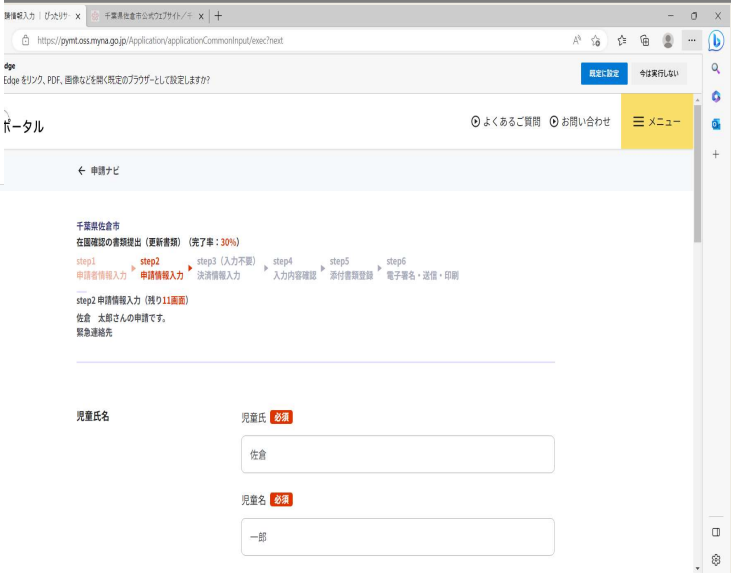 請情報入力 | ぴったりサー
千葉県佐倉市公式ウェブサイト/千
https://pymt.oss.myna.go.jp/Application/applicationCommonInput/exec?next
dge
Edge をリンク、PDF、画像などを開く既定のブラウザーとして設定しますか?
既定に設定
今は実行しない
ポータル
よくあるご質問
お問い合わせ
メニュー
申請ナビ
千葉県佐倉市
在園確認の書類提出（更新書類）（完了率：30%）
step1
申請者情報入力
step2
申請情報入力
step3（入力不要）
決済情報入力
step4
入力内容確認
step5
添付書類登録
step6
電子署名・送信・印刷
step2 申請情報入力（残り11画面）
佐倉　太郎さんの申請です。
緊急連絡先
児童氏名
児童氏 必須
佐倉
児童名 必須
一郎